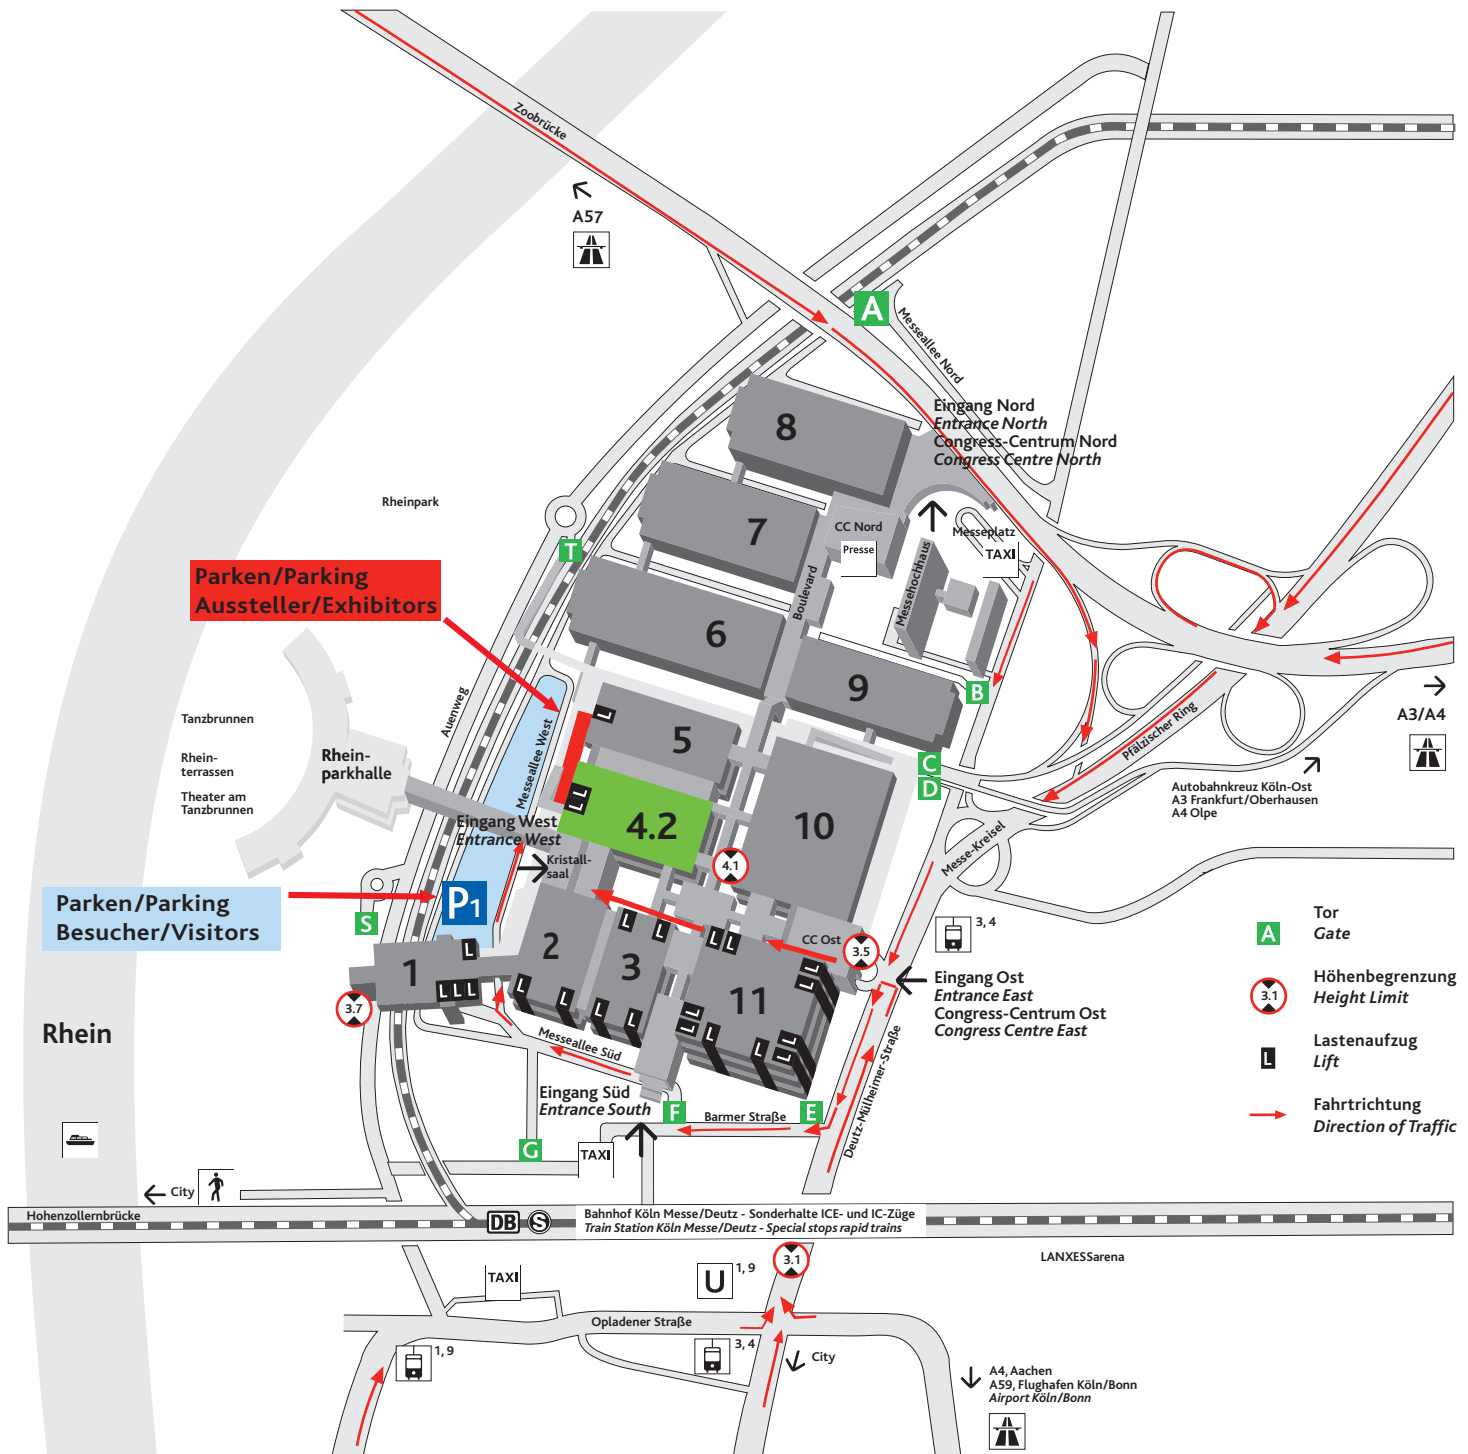 Zoobrücke
A57
A
Messeallee Nord
Eingang Nord
Entrance North
Congress-Centrum Nord
Congress Centre North
8
7
Rheinpark
CC Nord
Presse
Messeplatz
TAXI
T
Messehochhaus
Boulevard
Parken/Parking
Aussteller/Exhibitors
6
9
B
Auenweg
Tanzbrunnen
Rhein-
terrassen
Theater am
Tanzbrunnen
Rhein-
parkhalle
Messeallee West
L
5
C
D
Pfälzischer Ring
A3/A4
Autobahnkreuz Köln-Ost
A3 Frankfurt/Oberhausen
A4 Olpe
L
L
4.2
10
Eingang West
Entrance West
Kristall-
saal
4.1
Messe-Kreisel
Parken/Parking
Besucher/Visitors
P1
S
3, 4
A
Tor
Gate
L
1
L L L
3.7
2
L
L
3
L
L
L
L
L
L
CC Ost
3.5
11
L
L
L
L
L
L
L
L
Eingang Ost
Entrance East
Congress-Centrum Ost
Congress Centre East
3.1
Höhenbegrenzung
Height Limit
L
Lastenaufzug
Lift
Fahrtrichtung
Direction of Traffic
Rhein
Messeallee Süd
Eingang Süd
Entrance South
F
Barmer Straße
E
Deutz-Mülheimer-Straße
G
TAXI
City
Hohenzollernbrücke
DB
S
Bahnhof Köln Messe/Deutz - Sonderhalte ICE- und IC-Züge
Train Station Köln Messe/Deutz - Special stops rapid trains
LANXESSarena
3.1
TAXI
U
1, 9
Opladener Straße
1, 9
3, 4
City
A4, Aachen
A59, Flughafen Köln/Bonn
Airport Köln/Bonn